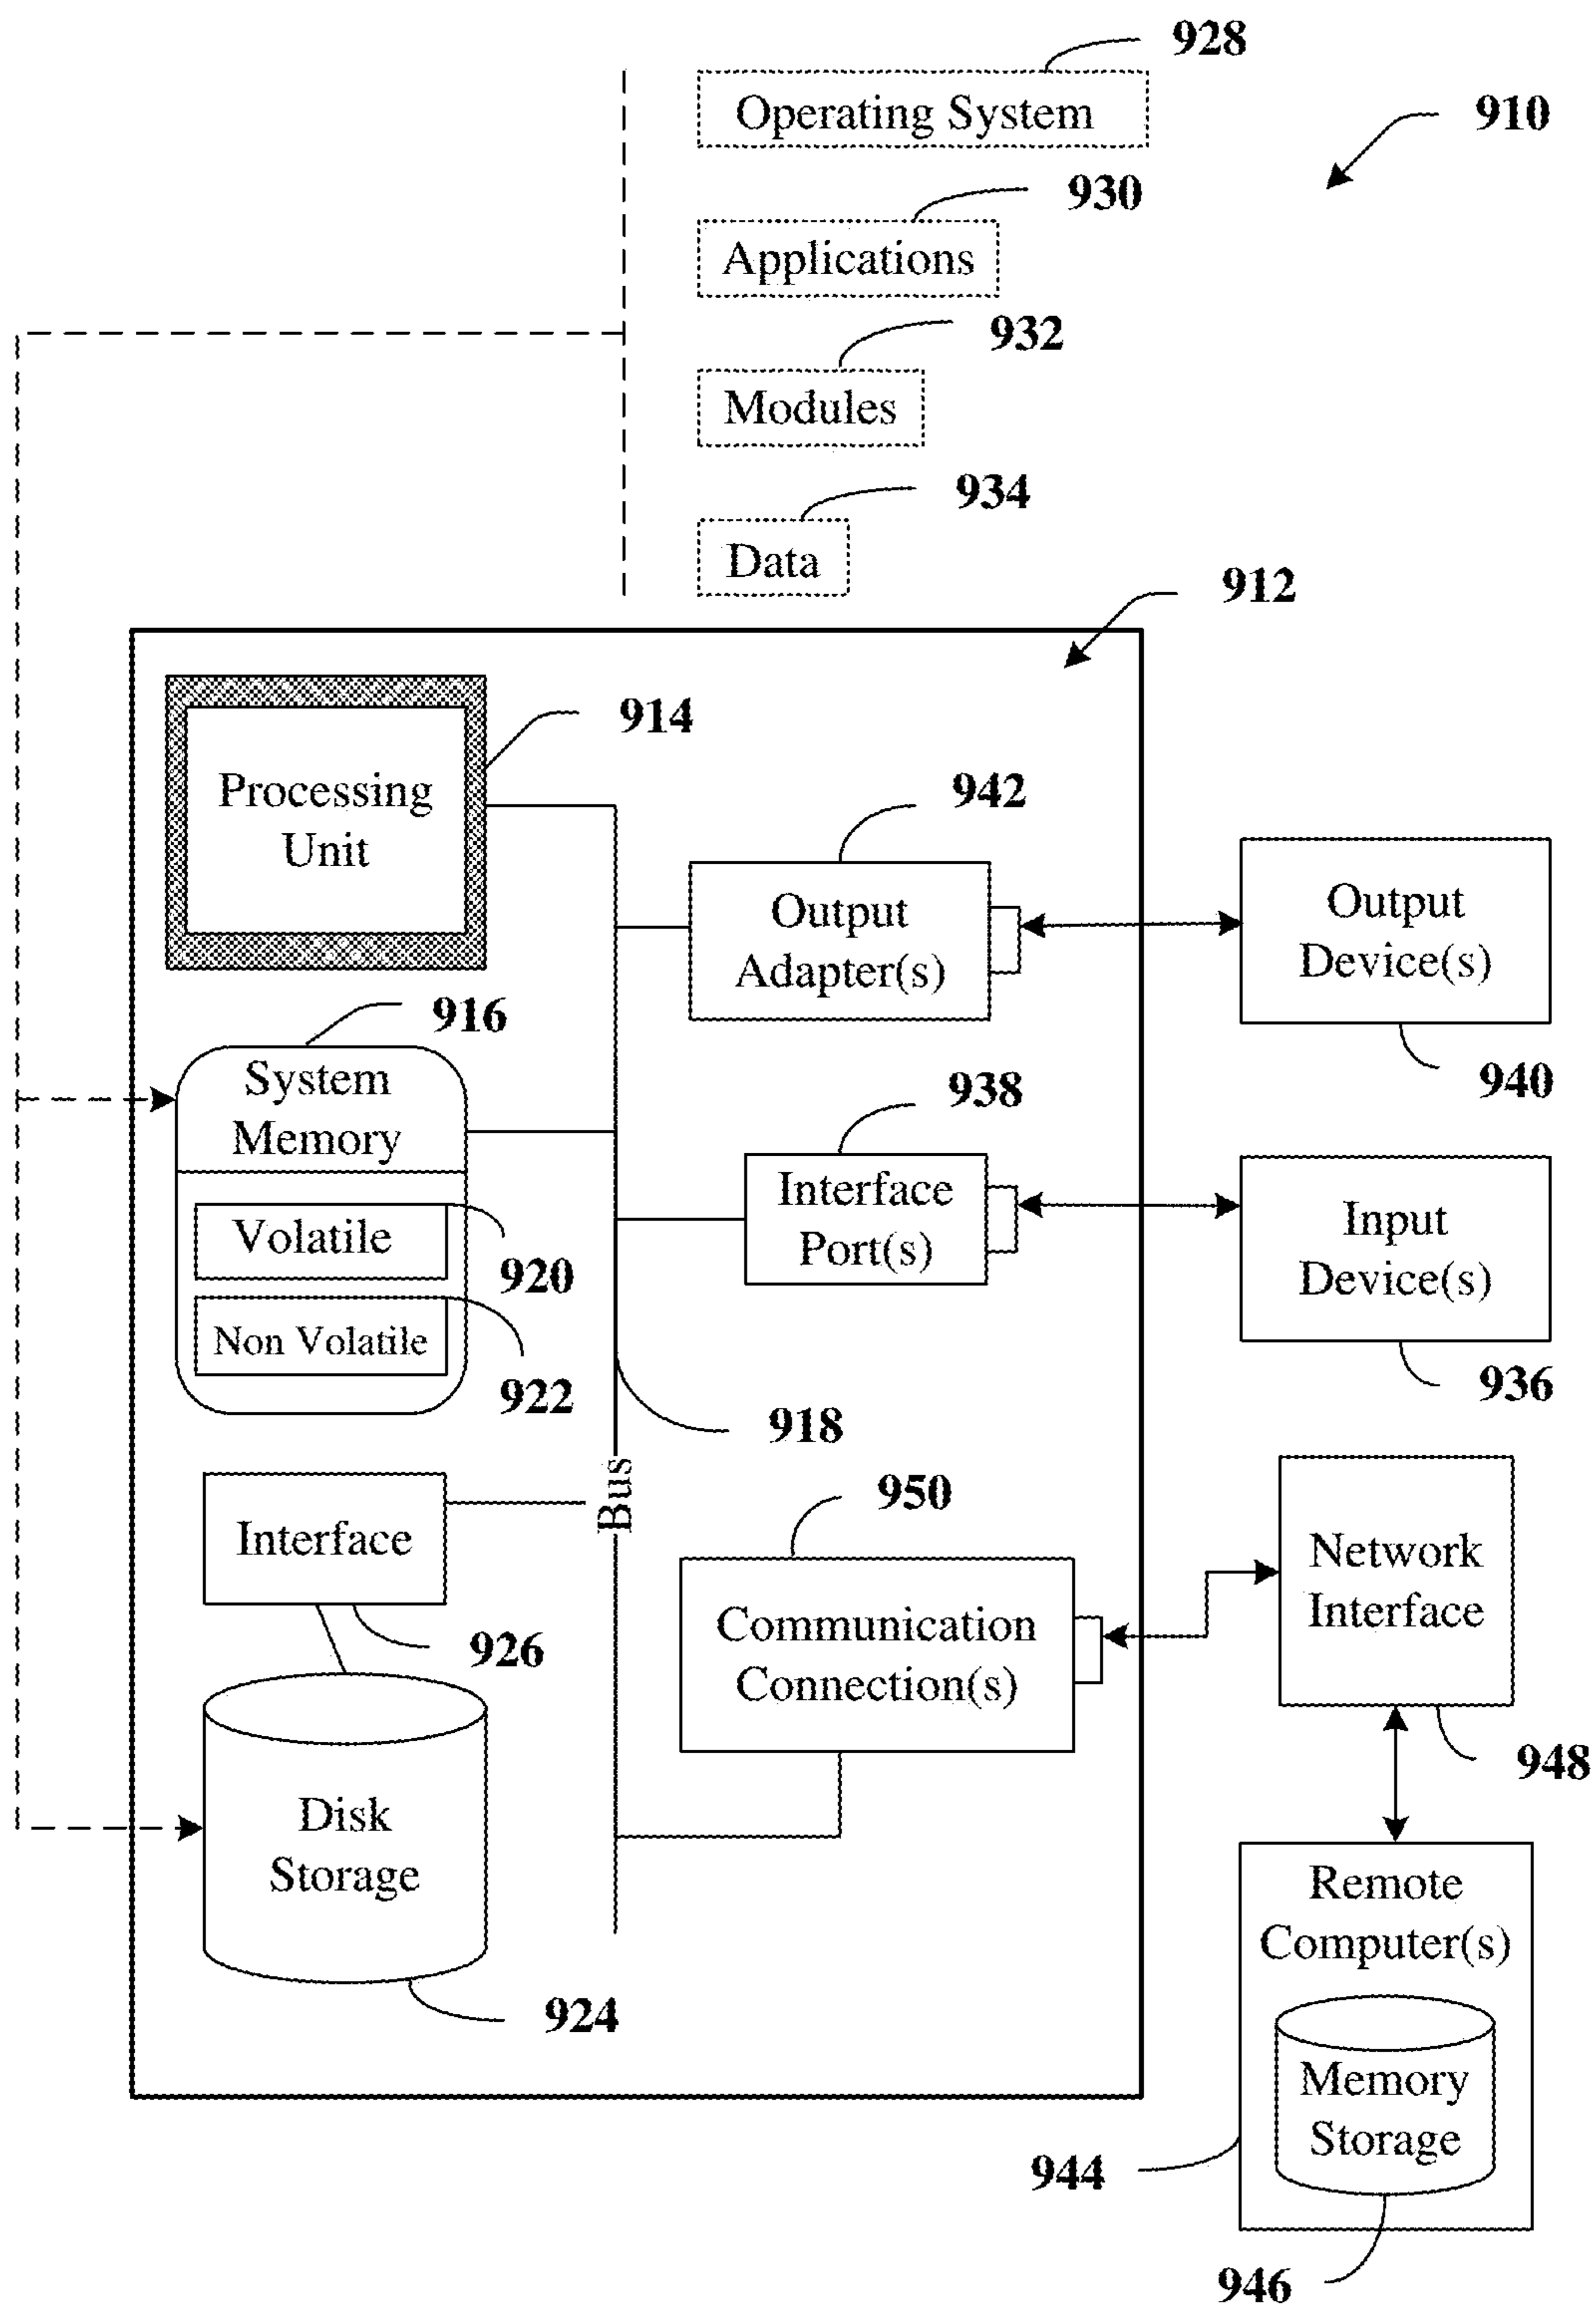 928
Operating System
910
930
Applications
932
Modules
934
Data
912
914
Processing
Unit
942
Output
Adapter(s)
Output
Device(s)
940
916
System
Memory
938
Interface
Port(s)
Input
Device(s)
936
Volatile
920
Non Volatile
922
918
Bus
Interface
926
950
Communication
Connection(s)
Network
Interface
948
Disk
Storage
924
Remote
Computer(s)
Memory
Storage
944
946